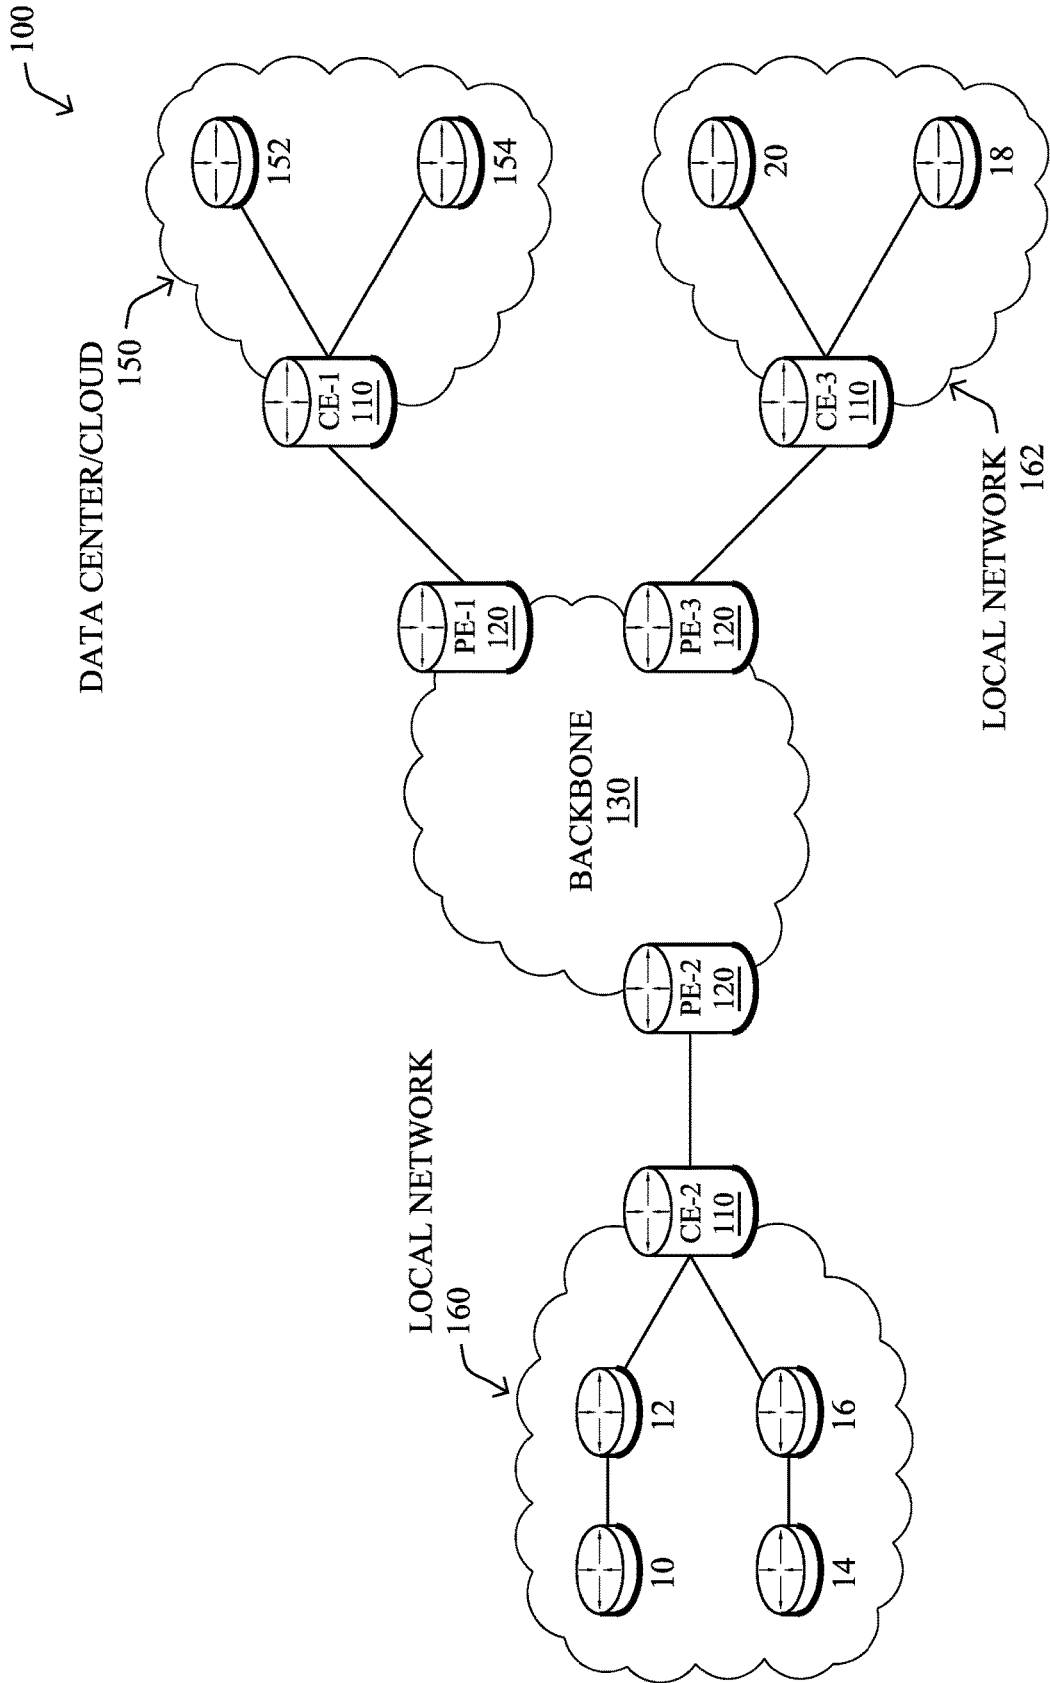 100
DATA CENTER/CLOUD
150
152
154
CE-1
110
PE-1
120
LOCAL NETWORK
160
BACKBONE
130
10
12
14
16
CE-2
110
PE-2
120
PE-3
120
CE-3
110
20
18
LOCAL NETWORK
162